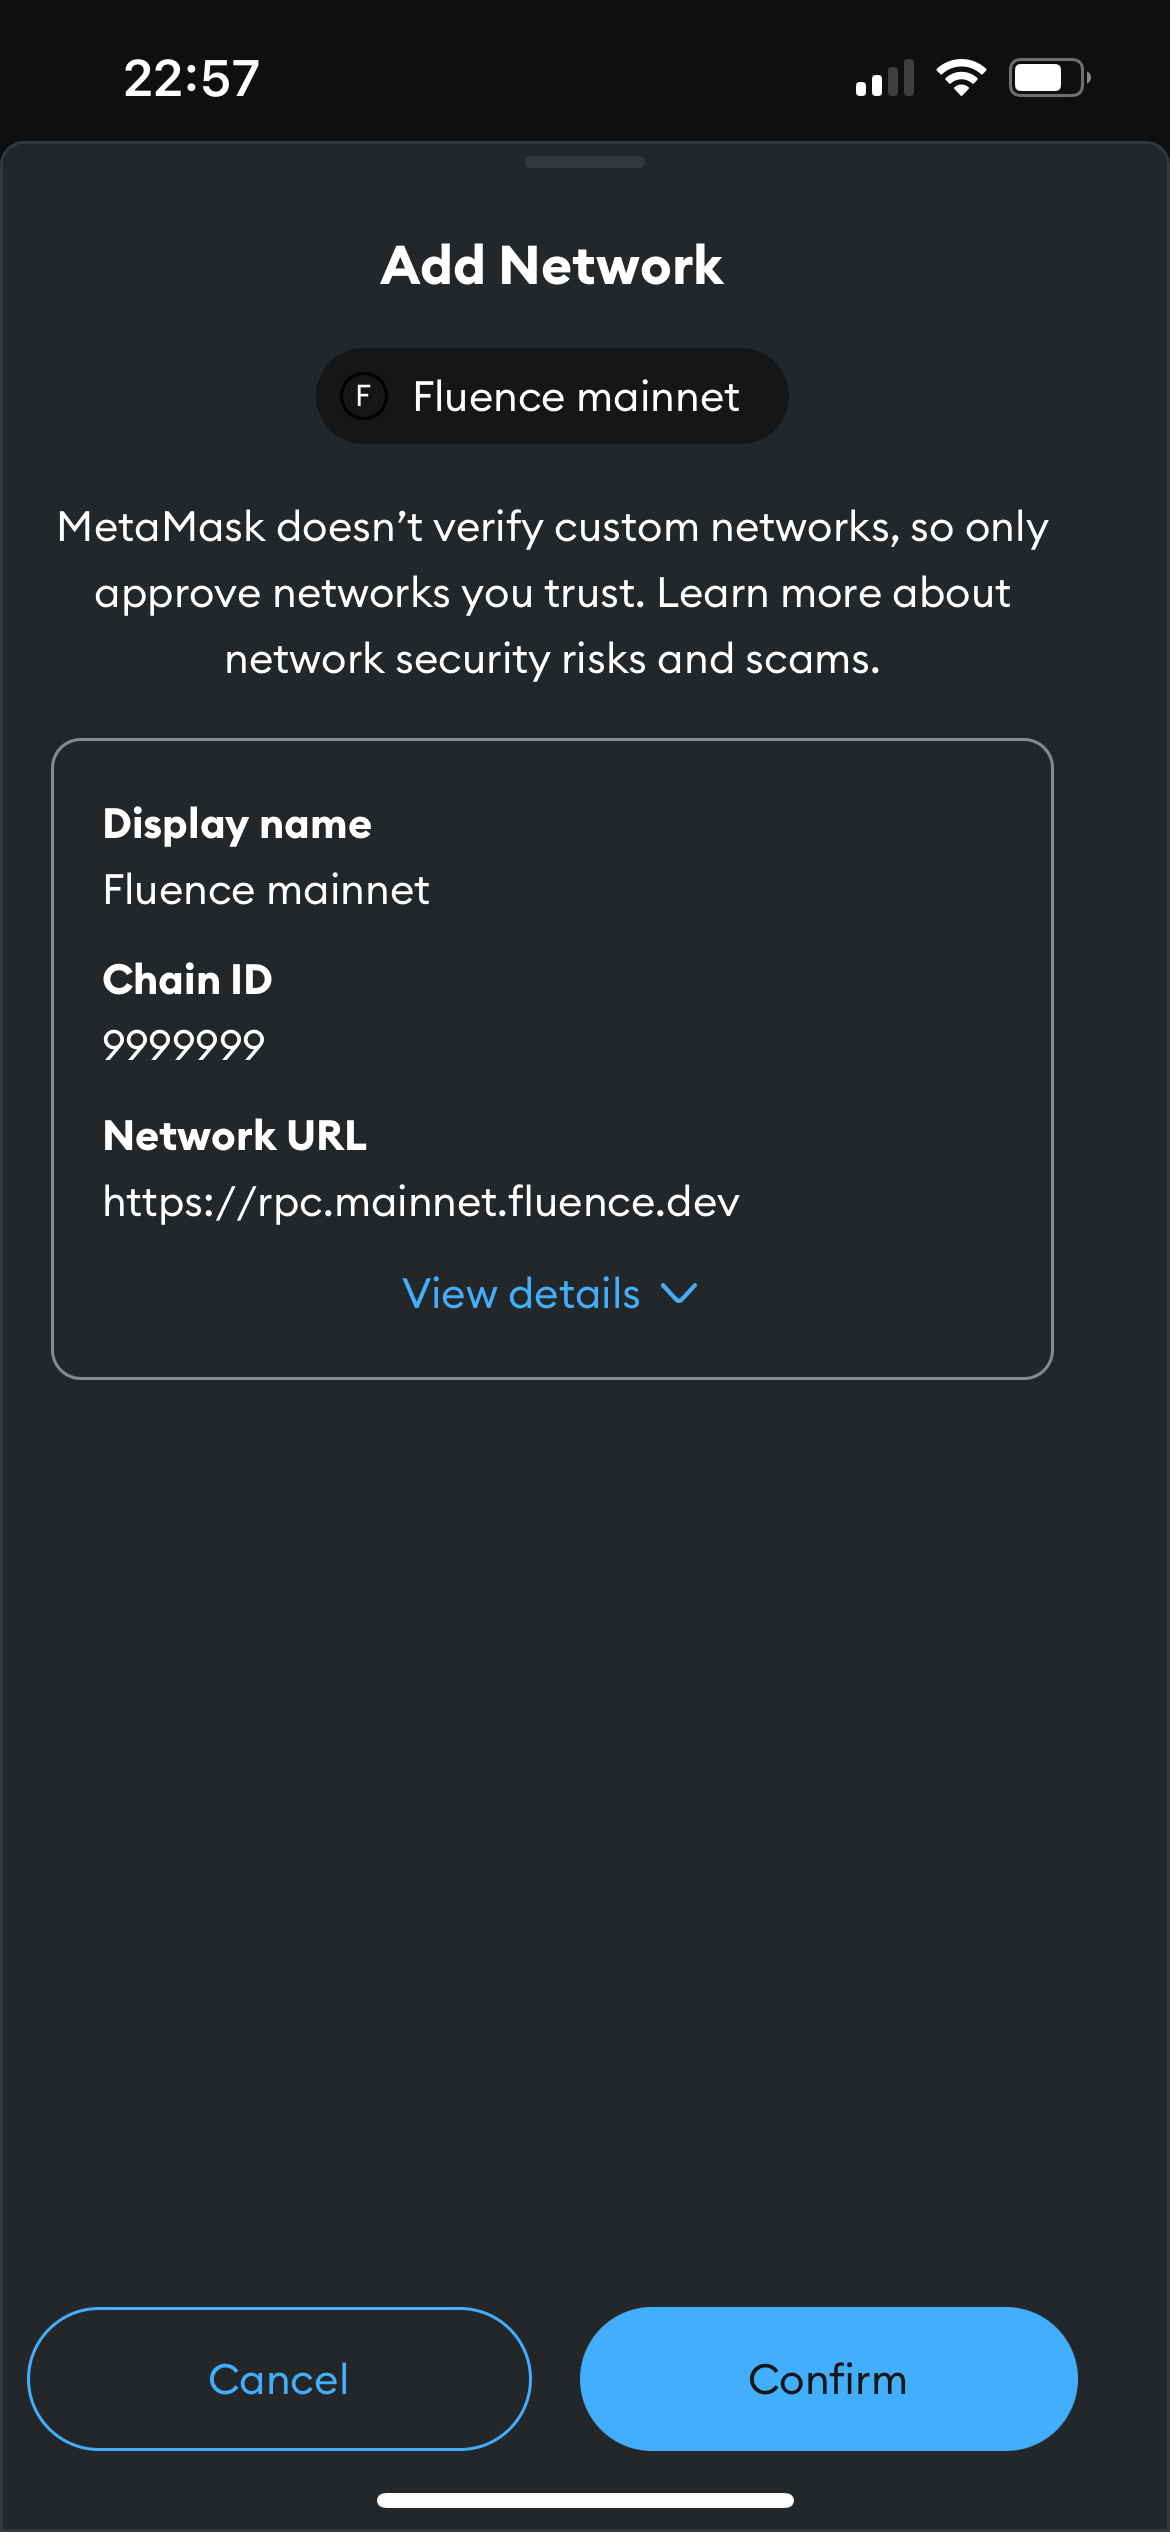 22:57
Add Network
F Fluence mainnet
MetaMask doesn’t verify custom networks, so only
approve networks you trust. Learn more about
network security risks and scams.
Display name
Fluence mainnet
Chain ID
9999999
Network URL
https://rpc.mainnet.fluence.dev
View details
Cancel Confirm